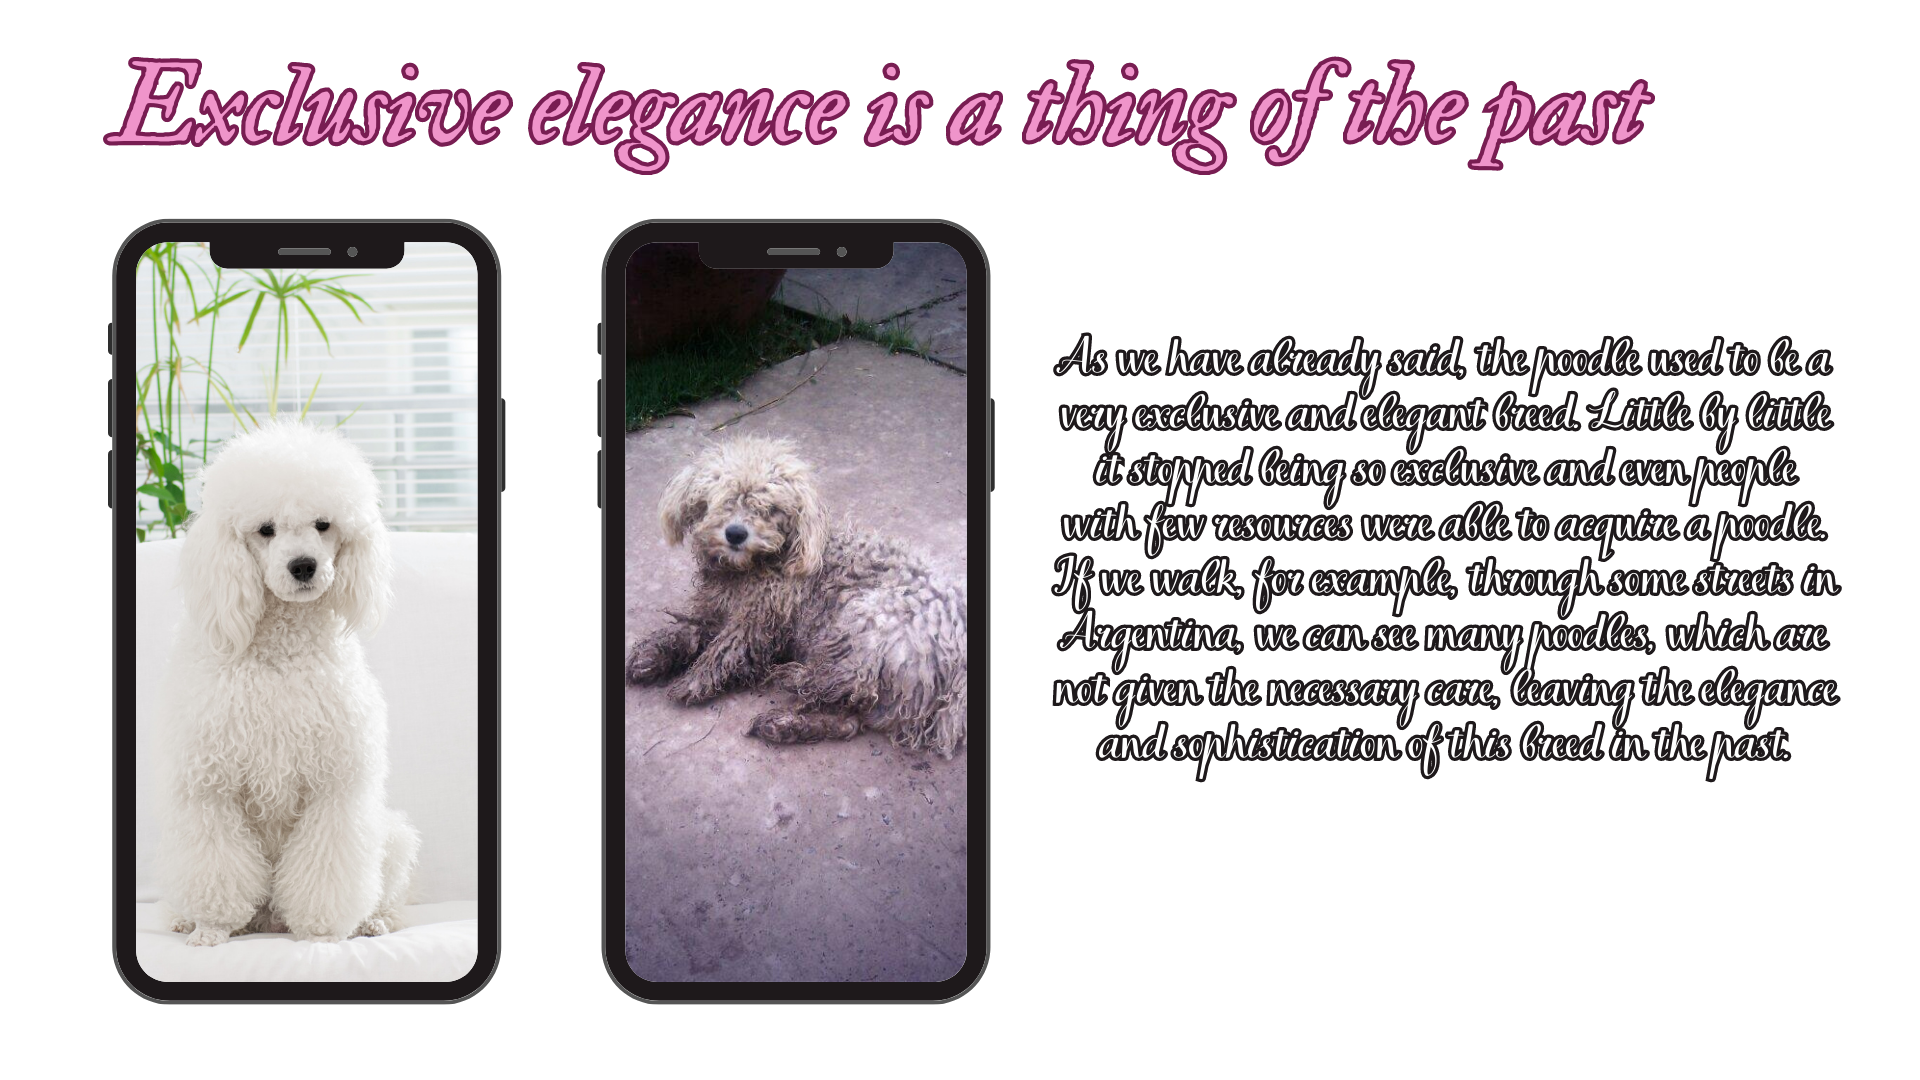 Exclusive elegance is a thing of the past
As we have already said, the poodle used to be a
very exclusive and elegant breed. Little by little
it stopped being so exclusive and even people
with few resources were able to acquire a poodle.
If we walk, for example, through some streets in
Argentina, we can see many poodles, which are
not given the necessary care, leaving the elegance
and sophistication of this breed in the past.